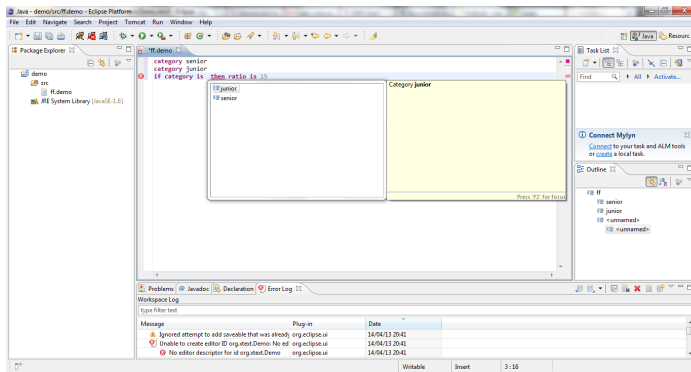 Java - demo/src/ff.demo - Eclipse Platform
File Edit Navigate Search Project Tomcat Run Window Help
Java Resourc
Package Explorer
demo
src
ff.demo
JRE System Library [JavaSE-1.6]
*ff.demo
category senior
category junior
if category is then ratio is 15
junior
senior
Category junior
Press 'F2' for focus
Task List
Find All Activate...
Connect Mylyn
Connect to your task and ALM tools
or create a local task.
Outline
ff
senior
junior
<unnamed>
<unnamed>
Problems Javadoc Declaration Error Log
Workspace Log
type filter text
Message Plug-in Date
Ignored attempt to add saveable that was already org.eclipse.ui 14/04/13 20:41
Unable to create editor ID org.xtext.Demo: No ed org.eclipse.ui 14/04/13 20:41
No editor descriptor for id org.xtext.Demo org.eclipse.ui 14/04/13 20:41
Writable Insert 3 : 16